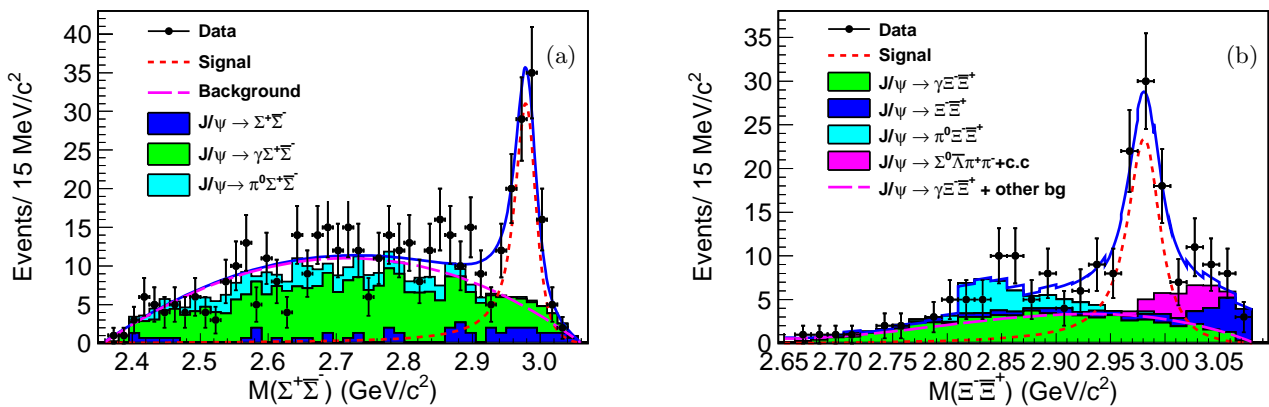 Events/ 15 MeV/c²
40
35
30
25
20
15
10
5
0
Data
Signal
Background
J/ψ → Σ⁺Σ̅⁻
J/ψ → γΣ⁺Σ̅⁻
J/ψ → π⁰Σ⁺Σ̅⁻
(a)
2.4 2.5 2.6 2.7 2.8 2.9 3.0
M(Σ⁺Σ̅⁻) (GeV/c²)
Events/ 15 MeV/c²
35
30
25
20
15
10
5
0
Data
Signal
J/ψ → γΞ⁻Ξ̅⁺
J/ψ → Ξ⁻Ξ̅⁺
J/ψ → π⁰Ξ⁻Ξ̅⁺
J/ψ → Σ⁰Λ̅π⁺π⁻+c.c
J/ψ → γΞ⁻Ξ̅⁺ + other bg
(b)
2.65 2.70 2.75 2.80 2.85 2.90 2.95 3.00 3.05
M(Ξ⁻Ξ̅⁺) (GeV/c²)